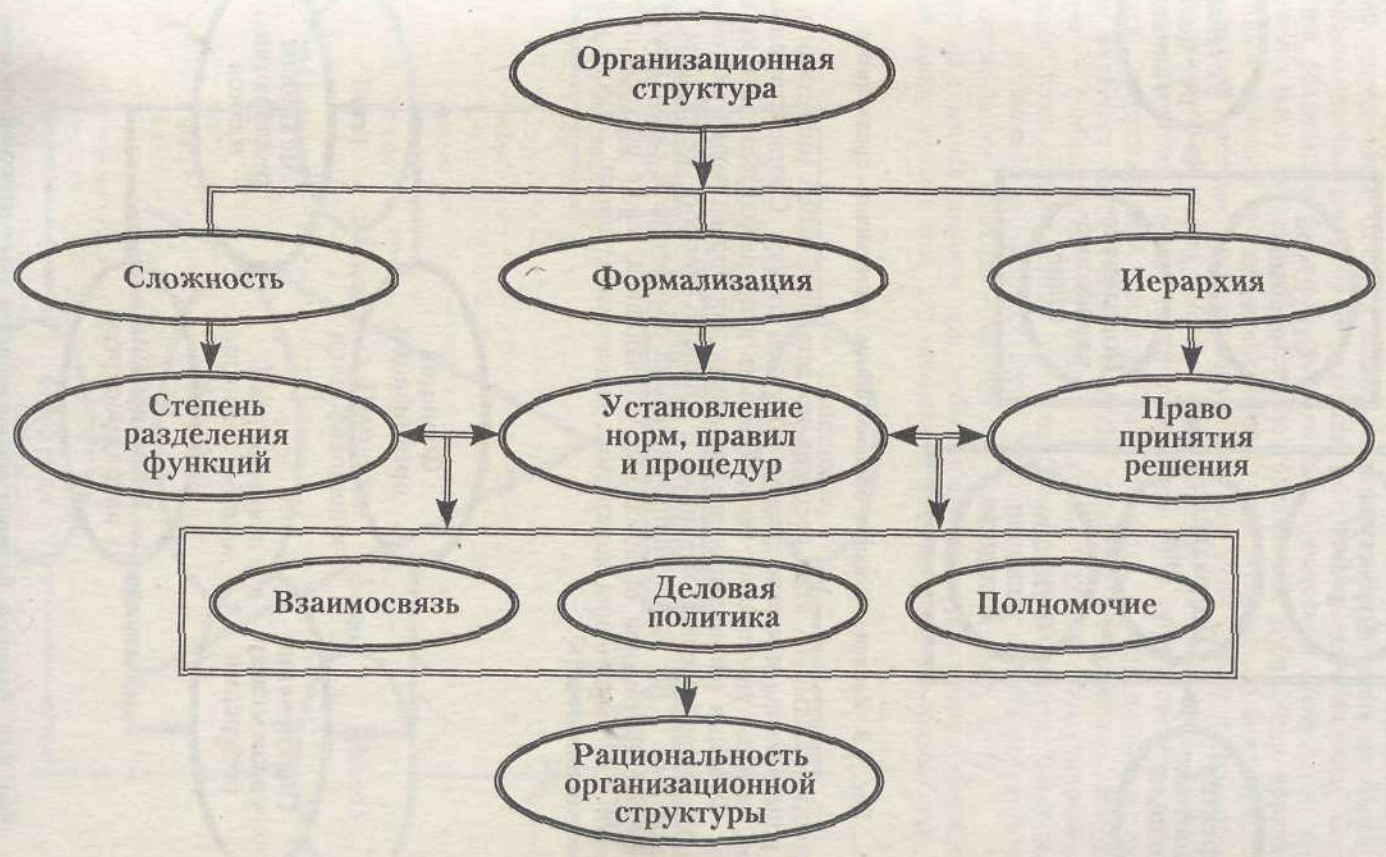 Организационная
структура
Сложность
Формализация
Иерархия
Степень
разделения
функций
Установление
норм, правил
и процедур
Право
принятия
решения
Взаимосвязь
Деловая
политика
Полномочие
Рациональность
организационной
структуры